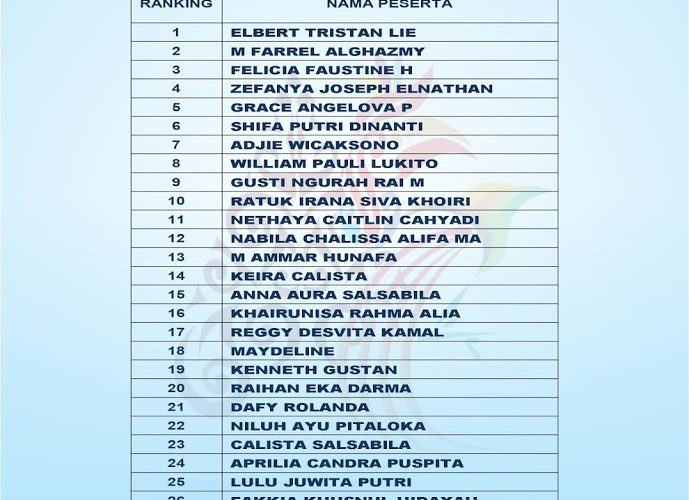 RANKING NAMA PESERTA
1 ELBERT TRISTAN LIE
2 M FARREL ALGHAZMY
3 FELICIA FAUSTINE H
4 ZEFANYA JOSEPH ELNATHAN
5 GRACE ANGELOVA P
6 SHIFA PUTRI DINANTI
7 ADJIE WICAKSONO
8 WILLIAM PAULI LUKITO
9 GUSTI NGURAH RAI M
10 RATUK IRANA SIVA KHOIRI
11 NETHAYA CAITLIN CAHYADI
12 NABILA CHALISSA ALIFA MA
13 M AMMAR HUNAFA
14 KEIRA CALISTA
15 ANNA AURA SALSABILA
16 KHAIRUNISA RAHMA ALIA
17 REGGY DESVITA KAMAL
18 MAYDELINE
19 KENNETH GUSTAN
20 RAIHAN EKA DARMA
21 DAFY ROLANDA
22 NILUH AYU PITALOKA
23 CALISTA SALSABILA
24 APRILIA CANDRA PUSPITA
25 LULU JUWITA PUTRI
26